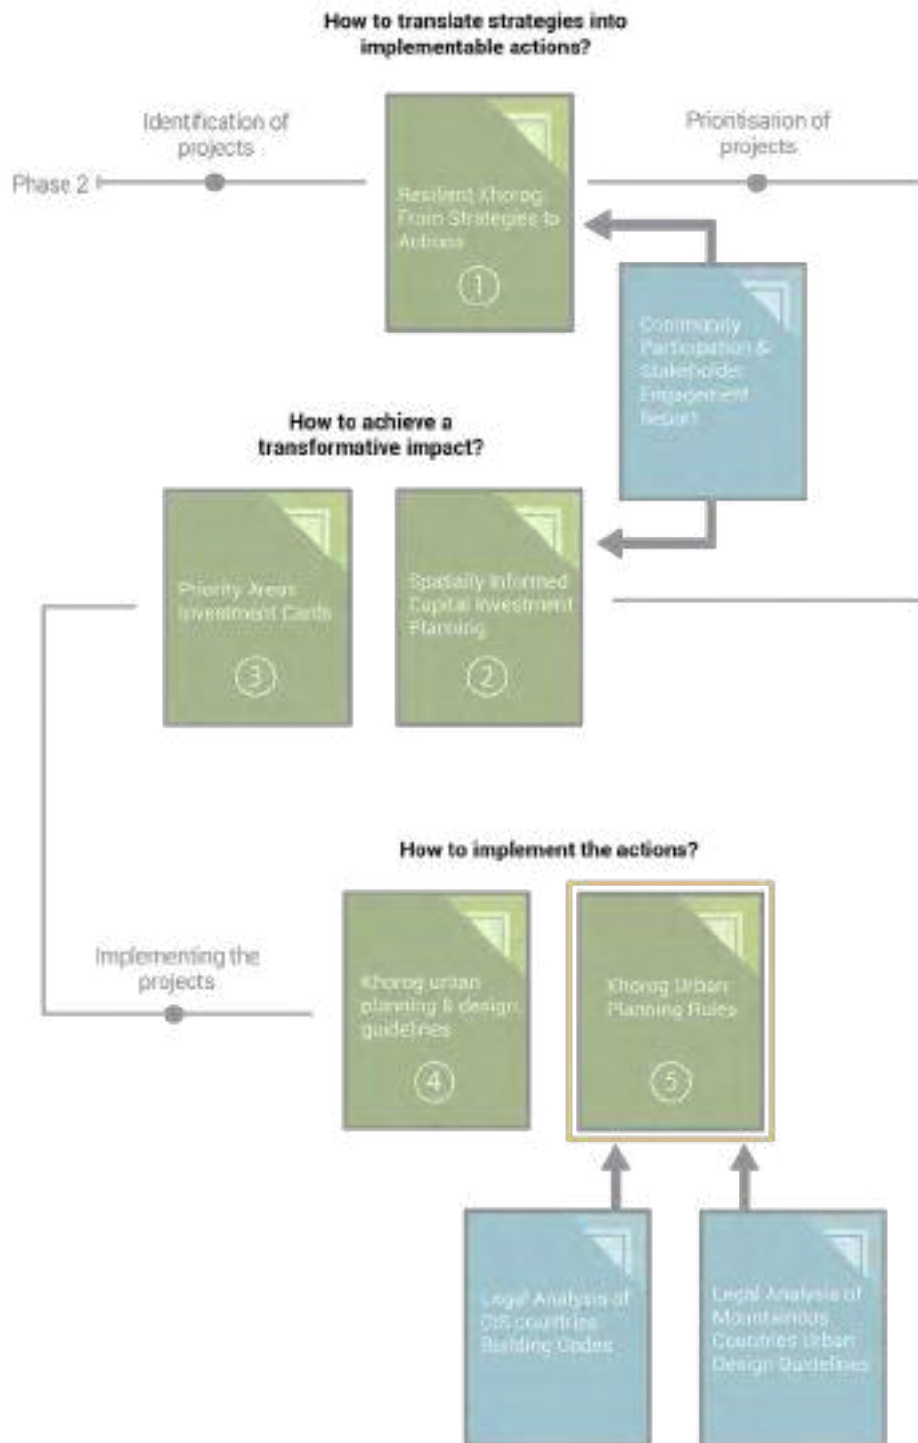 How to translate strategies into
implementable actions?
Identification of
projects
Prioritisation of
projects
Phase 2
Resilient Khorog:
From Strategies to
Actions
1
Community
Participation &
Stakeholder
Engagement
Report
How to achieve a
transformative impact?
Priority Areas
Investment Cards
3
Spatially Informed
Capital Investment
Planning
2
How to implement the actions?
Implementing the
projects
Khorog urban
planning & design
guidelines
4
Khorog Urban
Planning Rules
5
Legal Analysis of
CIS countries
Building Codes
Legal Analysis of
Mountainous
Countries Urban
Design Guidelines